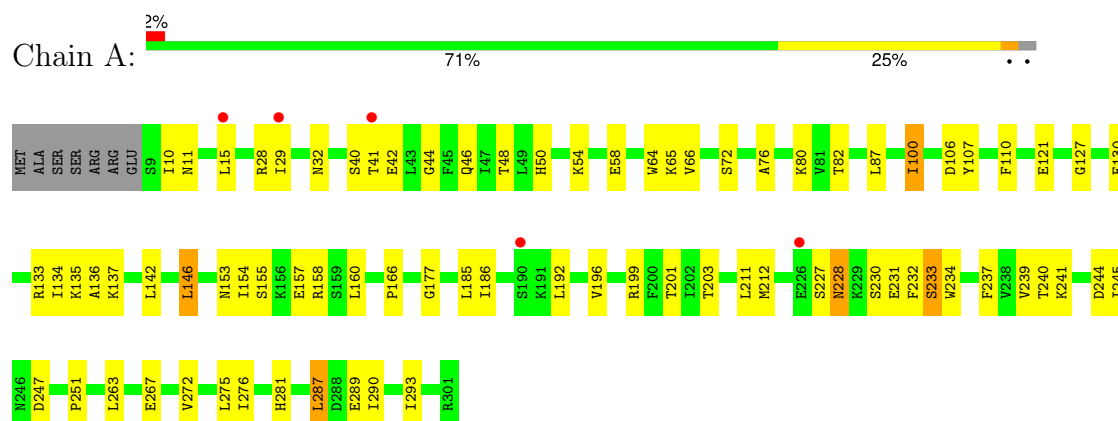 2%
Chain A:
71% 25% • •
MET ALA SER SER ARG ARG GLU S9 I10 N11 L15 R28 I29 N32 S40 T41 E42 L43 G44 F45 Q46 I47 T48 L49 H50 K54 E58 W64 K65 V66 S72 A76 K80 V81 T82 L87 I100 D106 Y107 F110 E121 G127
R133 I134 K135 A136 K137 L142 L146 N153 I154 S155 K156 E157 R158 S159 L160 P166 G177 L185 I186 S190 K191 L192 V196 R199 F200 T201 I202 T203 L211 M212 E226 S227 N228 K229 S230 E231 F232 S233 W234 F237 V238 V239 T240 K241 D244
N246 D247 P251 L263 E267 V272 L275 I276 H281 L287 D288 E289 I290 I293 R301